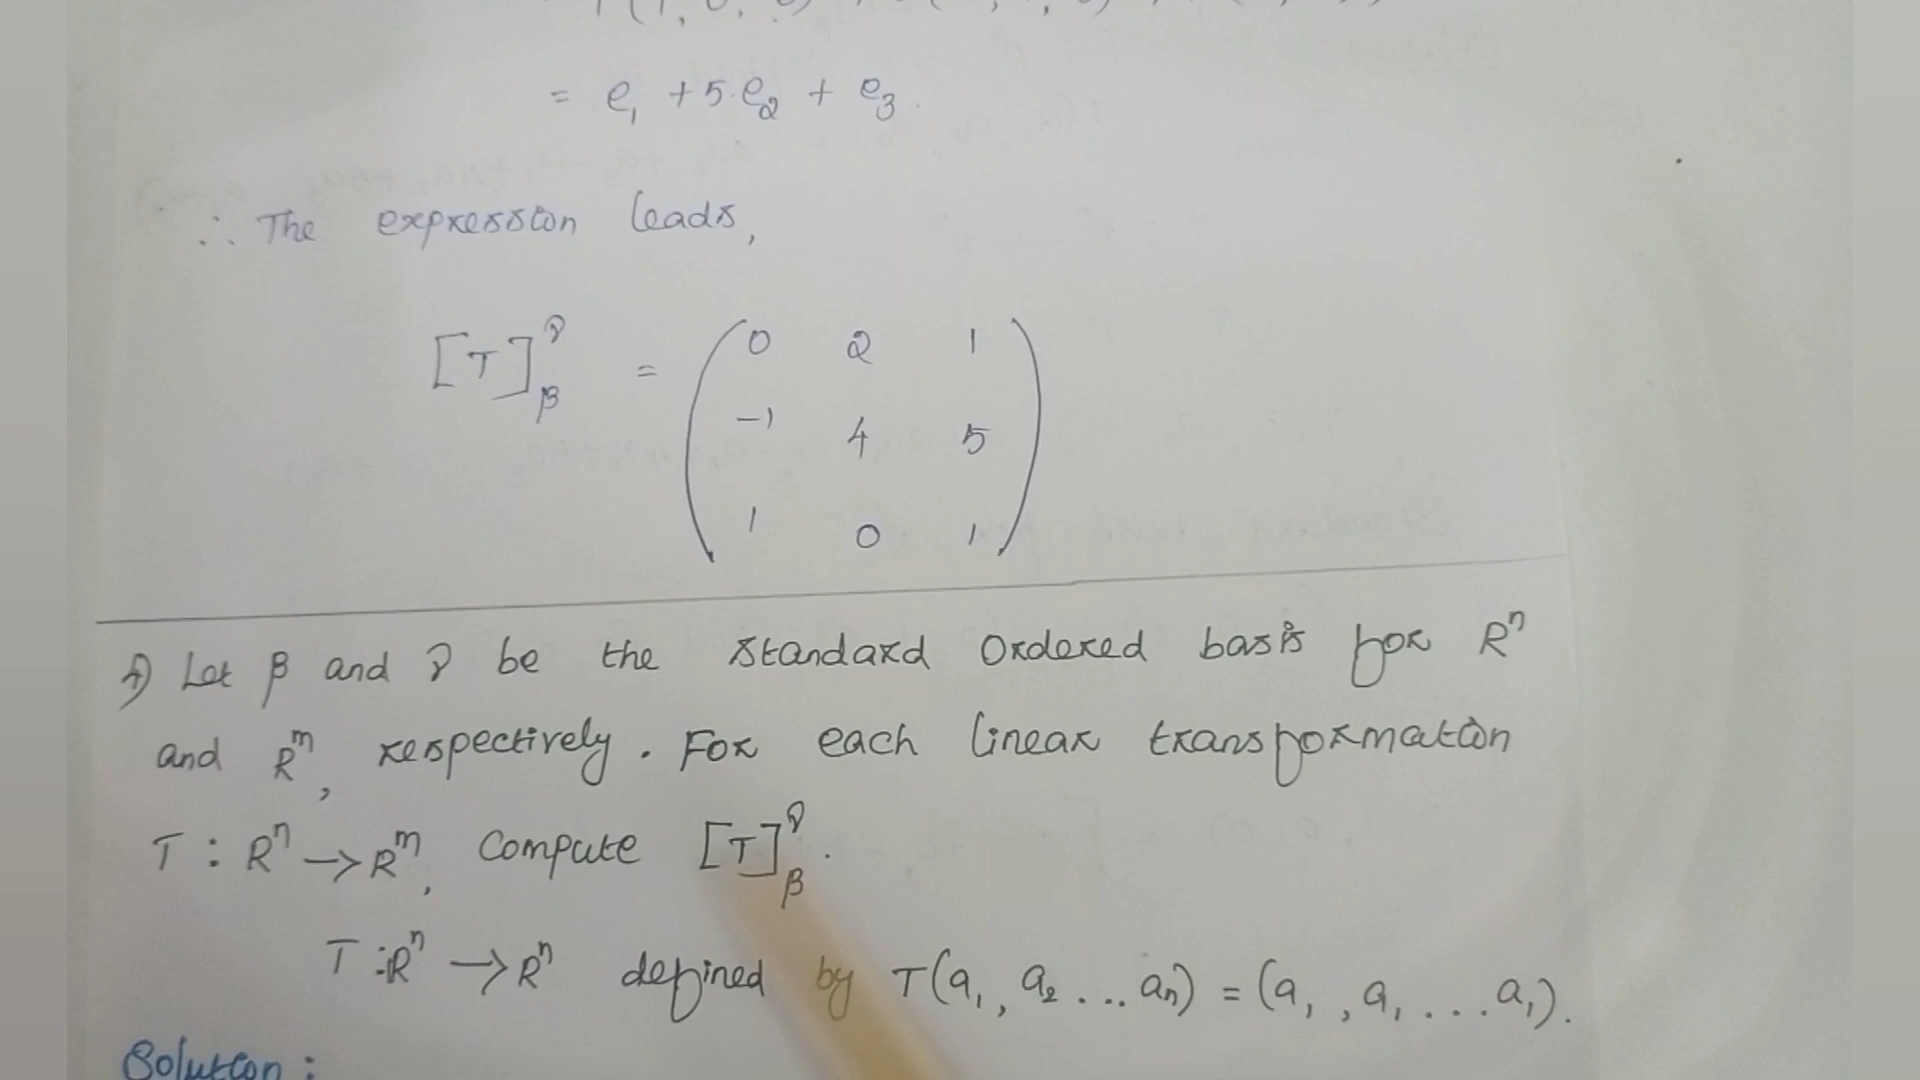 = e₁ + 5.e₂ + e₃.
∴ The expression leads,
[T]ᵞᵦ = ( 0 2 1
-1 4 5
1 0 1 )
4) Let β and γ be the standard ordered basis for Rⁿ
and Rᵐ, respectively. For each linear transformation
T : Rⁿ → Rᵐ, compute [T]ᵞᵦ.
T : Rⁿ → Rⁿ defined by T(a₁, a₂ ... aₙ) = (a₁, a₁, ... a₁).
Solution :